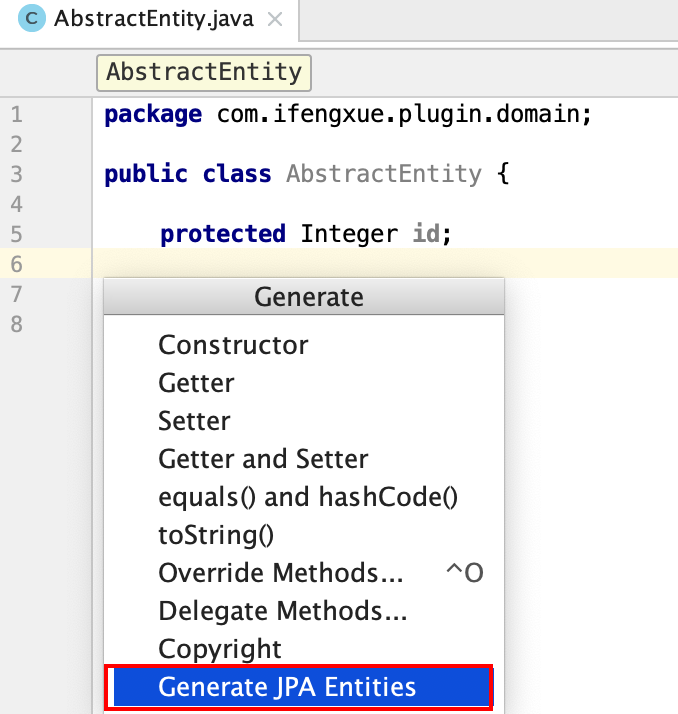 C AbstractEntity.java ×
AbstractEntity
1 package com.ifengxue.plugin.domain;
2
3 public class AbstractEntity {
4
5 protected Integer id;
6
7
8
Generate
Constructor
Getter
Setter
Getter and Setter
equals() and hashCode()
toString()
Override Methods... ^O
Delegate Methods...
Copyright
Generate JPA Entities